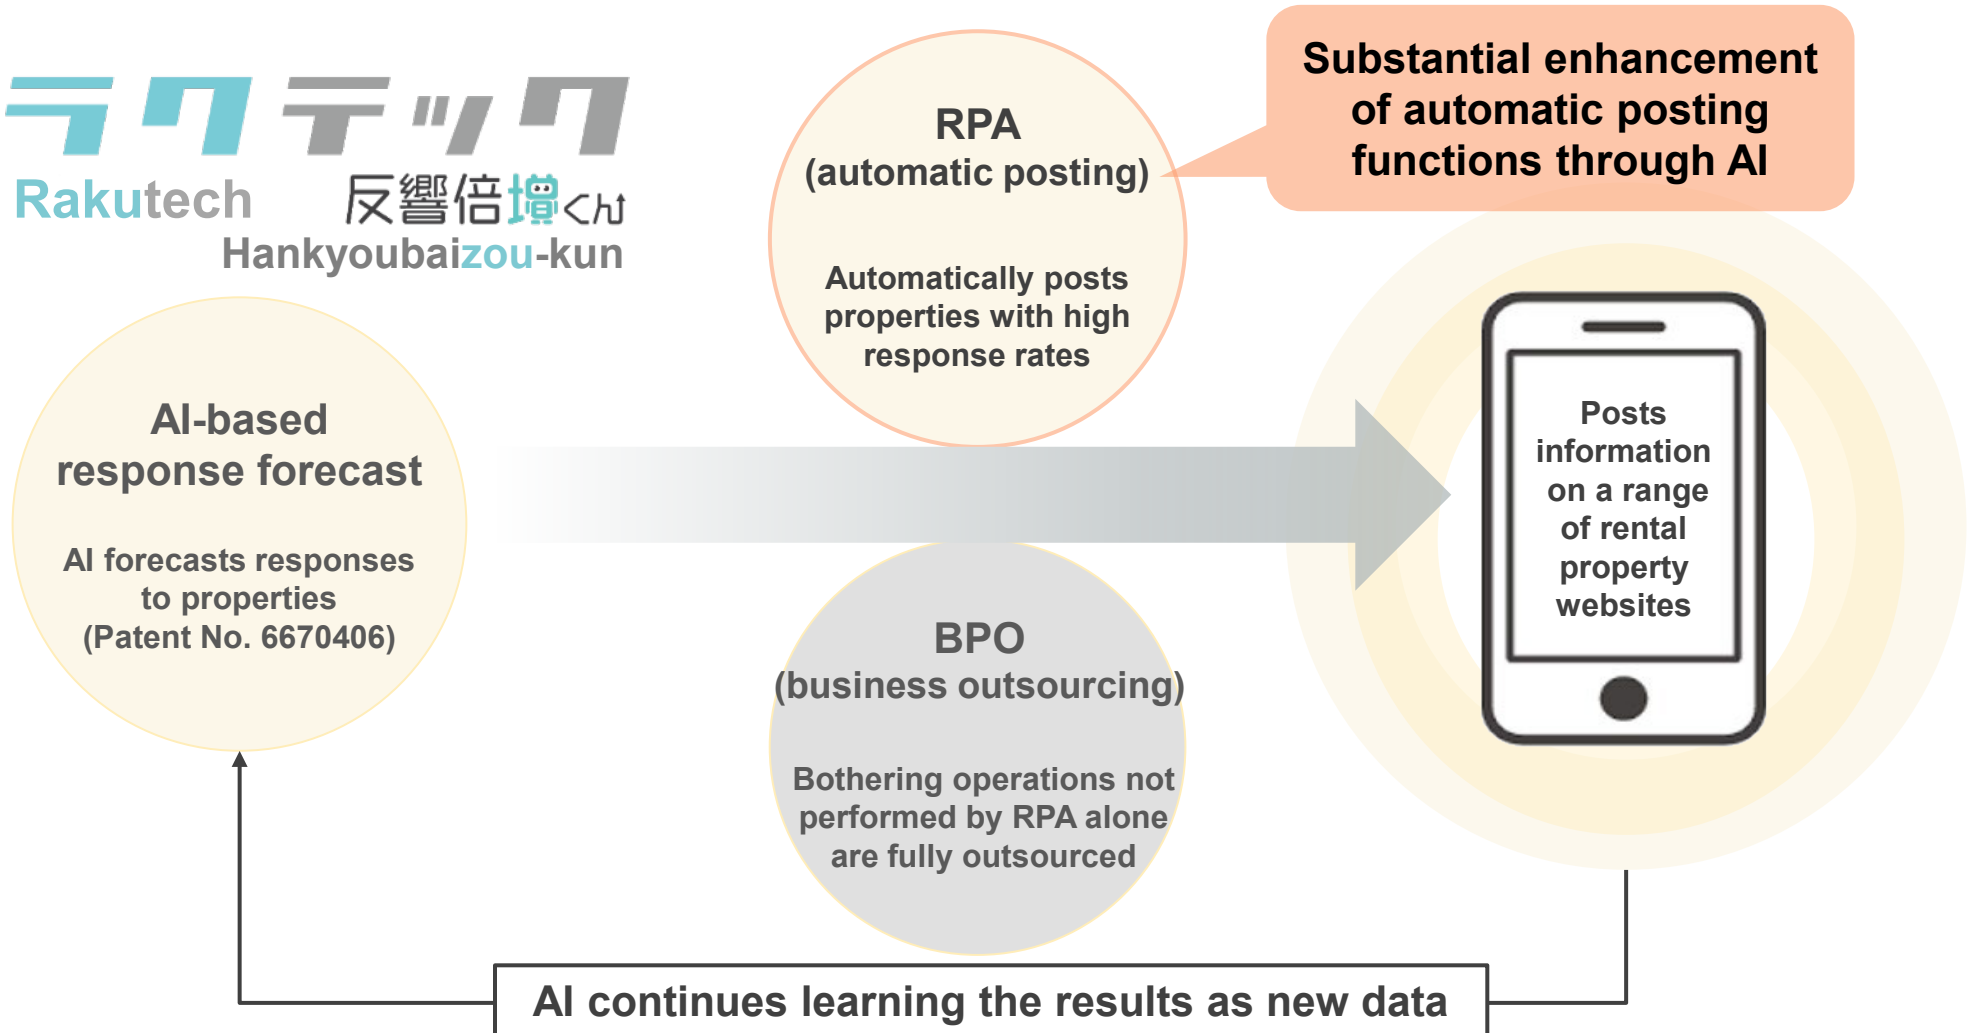 ラクテック
Rakutech
反響倍増くん
Hankyoubaizou-kun
AI-based
response forecast
AI forecasts responses
to properties
(Patent No. 6670406)
RPA
(automatic posting)
Automatically posts
properties with high
response rates
Substantial enhancement
of automatic posting
functions through AI
BPO
(business outsourcing)
Bothering operations not
performed by RPA alone
are fully outsourced
Posts
information
on a range
of rental
property
websites
AI continues learning the results as new data